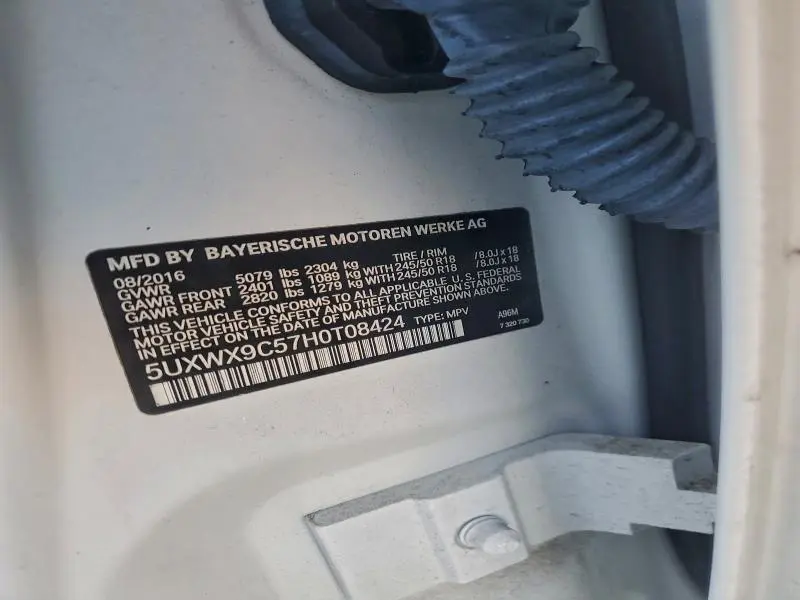 MFD BY BAYERISCHE MOTOREN WERKE AG
08/2016
GVWR 5079 lbs 2304 kg TIRE / RIM
GAWR FRONT 2401 lbs 1089 kg WITH 245/50 R18 /8.0J x 18
GAWR REAR 2820 lbs 1279 kg WITH 245/50 R18 /8.0J x 18
THIS VEHICLE CONFORMS TO ALL APPLICABLE U. S. FEDERAL
MOTOR VEHICLE SAFETY AND THEFT PREVENTION STANDARDS
IN EFFECT ON THE DATE OF MANUFACTURE SHOWN ABOVE.
5UXWX9C57H0T08424 TYPE: MPV
A96M
7 320 730